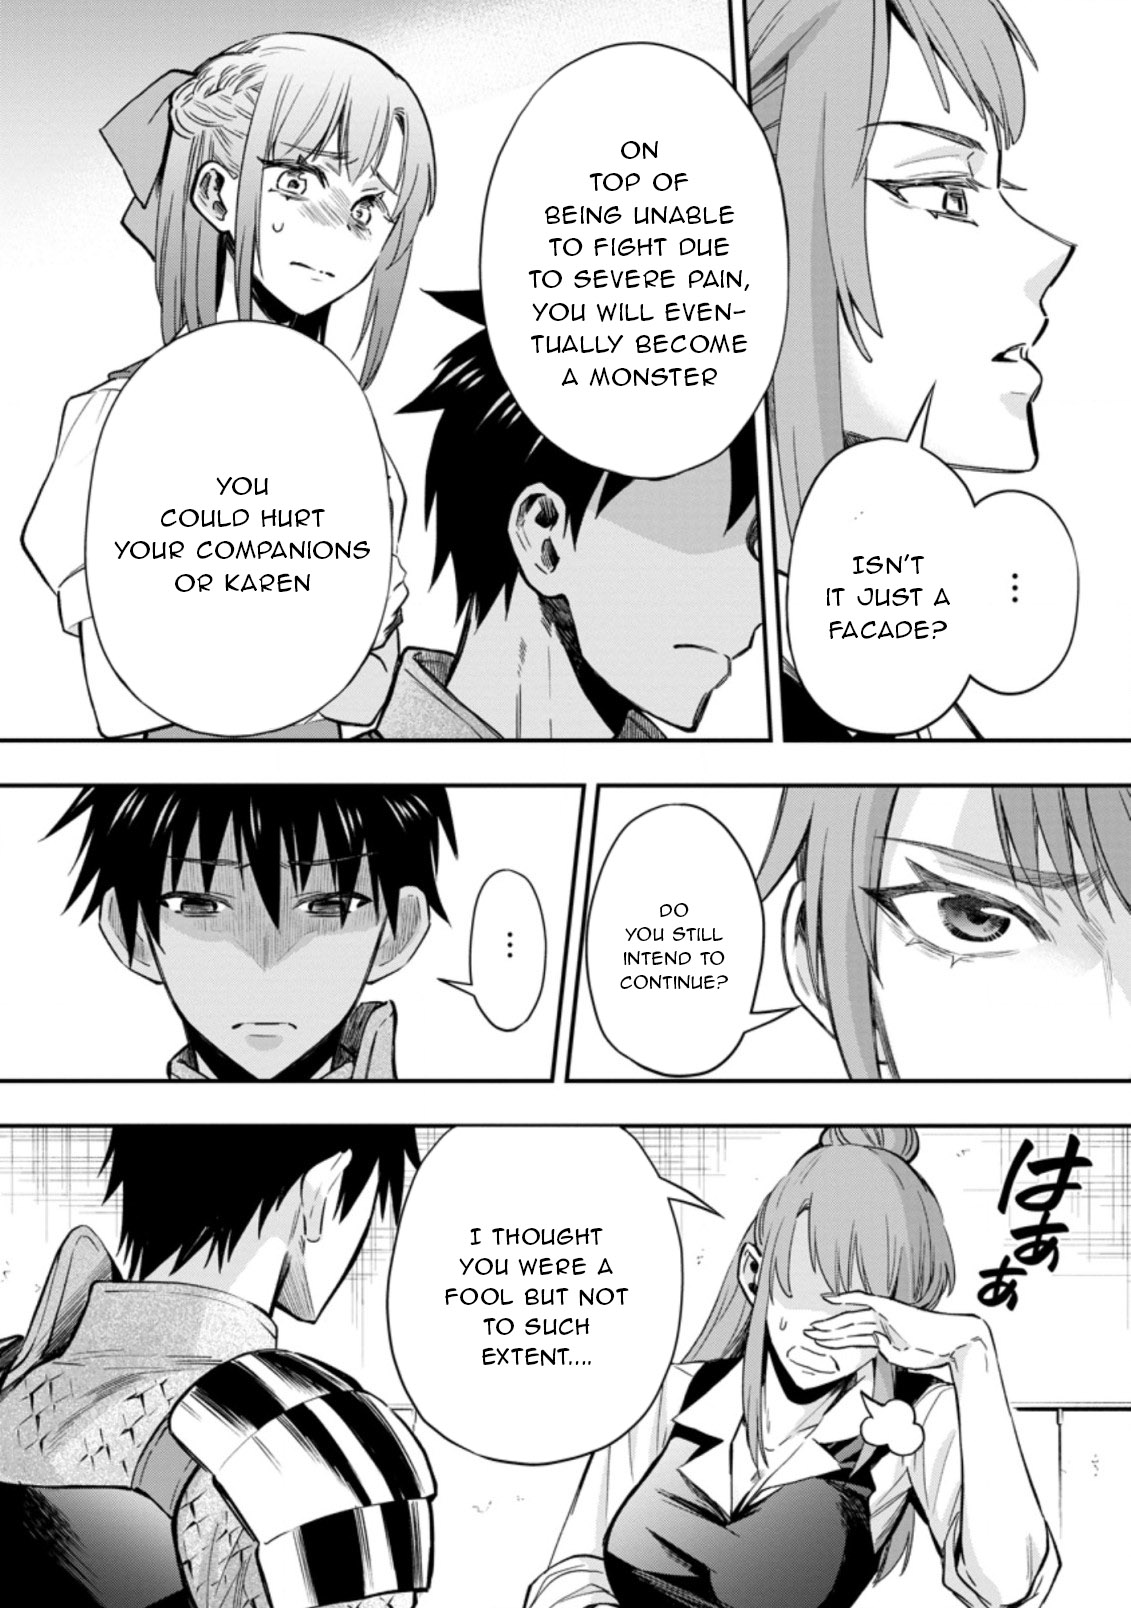 ...
ISN'T
IT JUST A
FACADE?
ON
TOP OF
BEING UNABLE
TO FIGHT DUE
TO SEVERE PAIN,
YOU WILL EVEN-
TUALLY BECOME
A MONSTER
YOU
COULD HURT
YOUR COMPANIONS
OR KAREN
DO
YOU STILL
INTEND TO
CONTINUE?
...
はぁぁ
I THOUGHT
YOU WERE A
FOOL BUT NOT
TO SUCH
EXTENT....